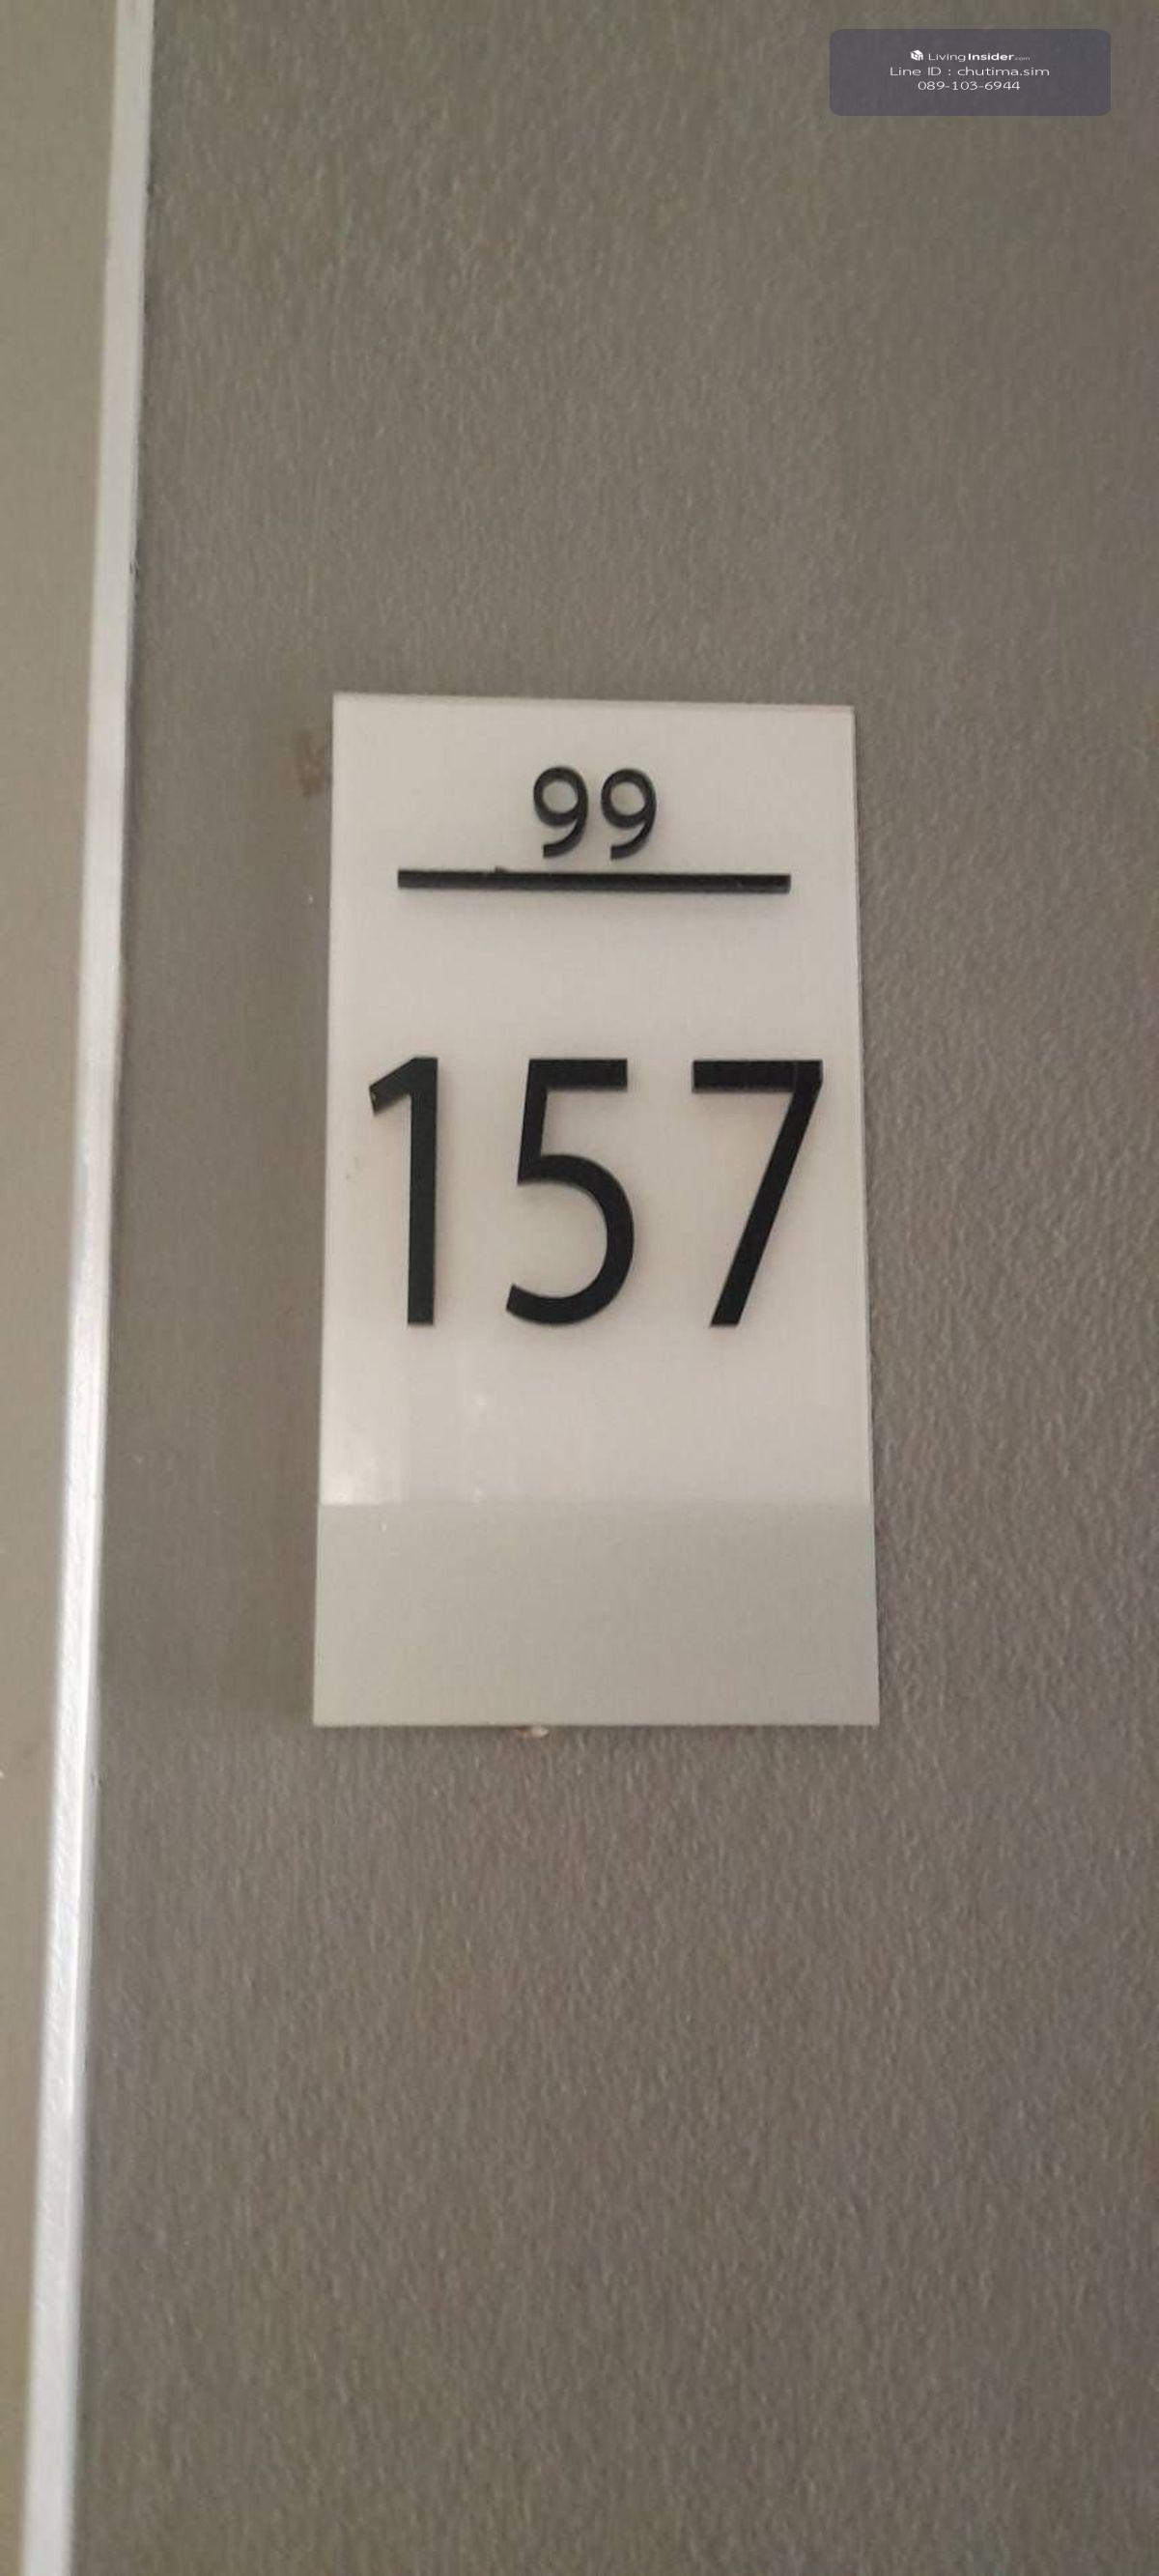 LivingInsider.com
Line ID : chutima.sim
089-103-6944
99
157